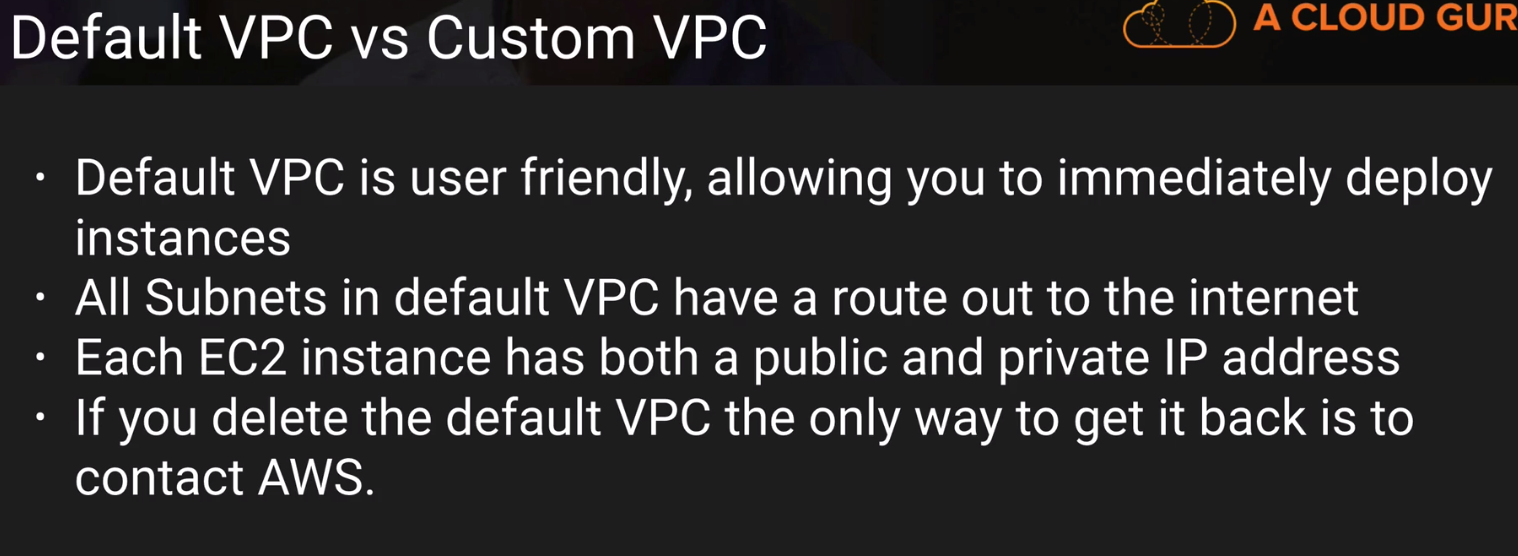 Default VPC vs Custom VPC
A CLOUD GUR
• Default VPC is user friendly, allowing you to immediately deploy
instances
• All Subnets in default VPC have a route out to the internet
• Each EC2 instance has both a public and private IP address
• If you delete the default VPC the only way to get it back is to
contact AWS.